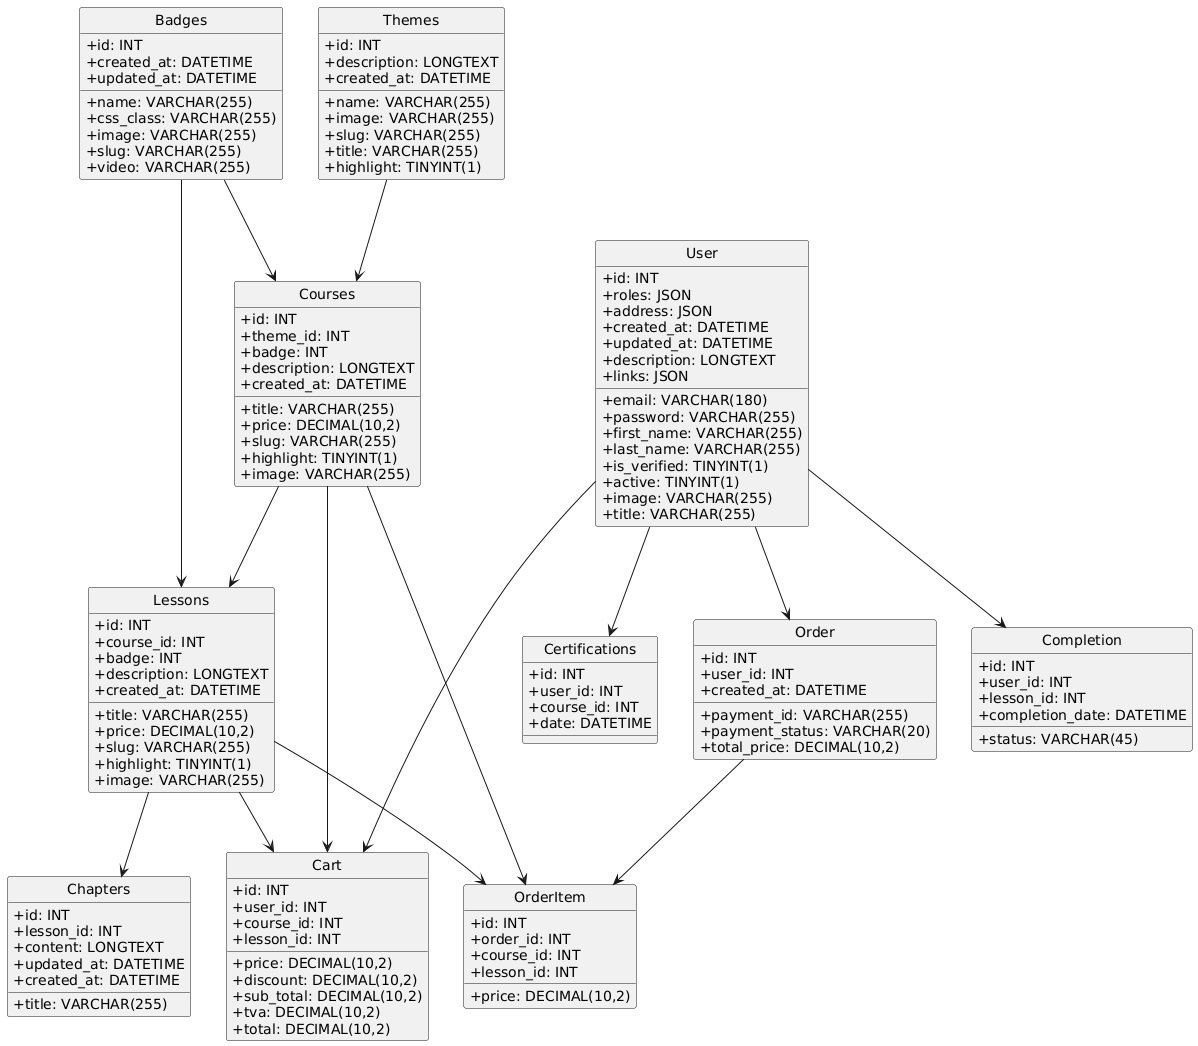 Badges
+id: INT
+created_at: DATETIME
+updated_at: DATETIME
+name: VARCHAR(255)
+css_class: VARCHAR(255)
+image: VARCHAR(255)
+slug: VARCHAR(255)
+video: VARCHAR(255)
Themes
+id: INT
+description: LONGTEXT
+created_at: DATETIME
+name: VARCHAR(255)
+image: VARCHAR(255)
+slug: VARCHAR(255)
+title: VARCHAR(255)
+highlight: TINYINT(1)
Courses
+id: INT
+theme_id: INT
+badge: INT
+description: LONGTEXT
+created_at: DATETIME
+title: VARCHAR(255)
+price: DECIMAL(10,2)
+slug: VARCHAR(255)
+highlight: TINYINT(1)
+image: VARCHAR(255)
User
+id: INT
+roles: JSON
+address: JSON
+created_at: DATETIME
+updated_at: DATETIME
+description: LONGTEXT
+links: JSON
+email: VARCHAR(180)
+password: VARCHAR(255)
+first_name: VARCHAR(255)
+last_name: VARCHAR(255)
+is_verified: TINYINT(1)
+active: TINYINT(1)
+image: VARCHAR(255)
+title: VARCHAR(255)
Lessons
+id: INT
+course_id: INT
+badge: INT
+description: LONGTEXT
+created_at: DATETIME
+title: VARCHAR(255)
+price: DECIMAL(10,2)
+slug: VARCHAR(255)
+highlight: TINYINT(1)
+image: VARCHAR(255)
Certifications
+id: INT
+user_id: INT
+course_id: INT
+date: DATETIME
Order
+id: INT
+user_id: INT
+created_at: DATETIME
+payment_id: VARCHAR(255)
+payment_status: VARCHAR(20)
+total_price: DECIMAL(10,2)
Completion
+id: INT
+user_id: INT
+lesson_id: INT
+completion_date: DATETIME
+status: VARCHAR(45)
Chapters
+id: INT
+lesson_id: INT
+content: LONGTEXT
+updated_at: DATETIME
+created_at: DATETIME
+title: VARCHAR(255)
Cart
+id: INT
+user_id: INT
+course_id: INT
+lesson_id: INT
+price: DECIMAL(10,2)
+discount: DECIMAL(10,2)
+sub_total: DECIMAL(10,2)
+tva: DECIMAL(10,2)
+total: DECIMAL(10,2)
OrderItem
+id: INT
+order_id: INT
+course_id: INT
+lesson_id: INT
+price: DECIMAL(10,2)